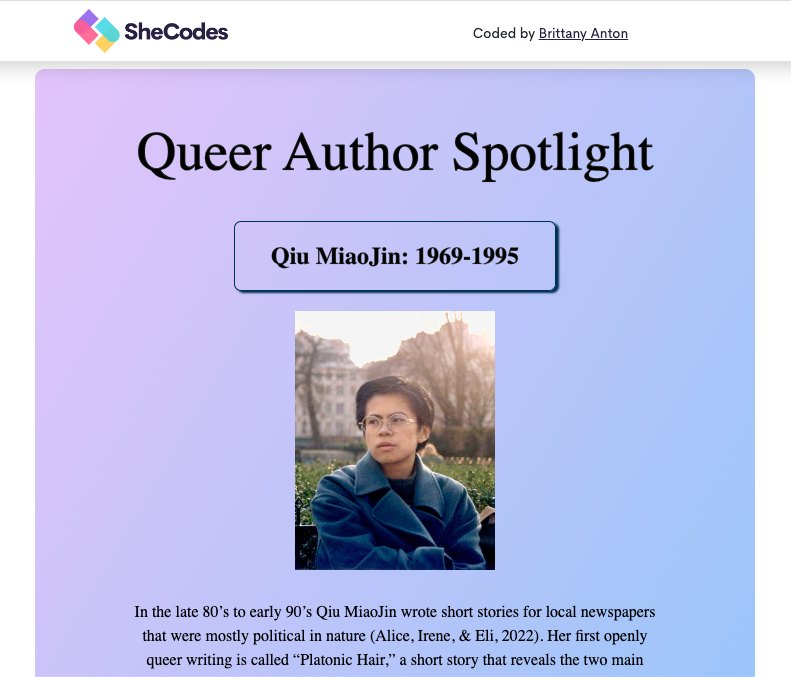 SheCodes
Coded by Brittany Anton
Queer Author Spotlight
Qiu MiaoJin: 1969-1995
In the late 80’s to early 90’s Qiu MiaoJin wrote short stories for local newspapers
that were mostly political in nature (Alice, Irene, & Eli, 2022). Her first openly
queer writing is called “Platonic Hair,” a short story that reveals the two main